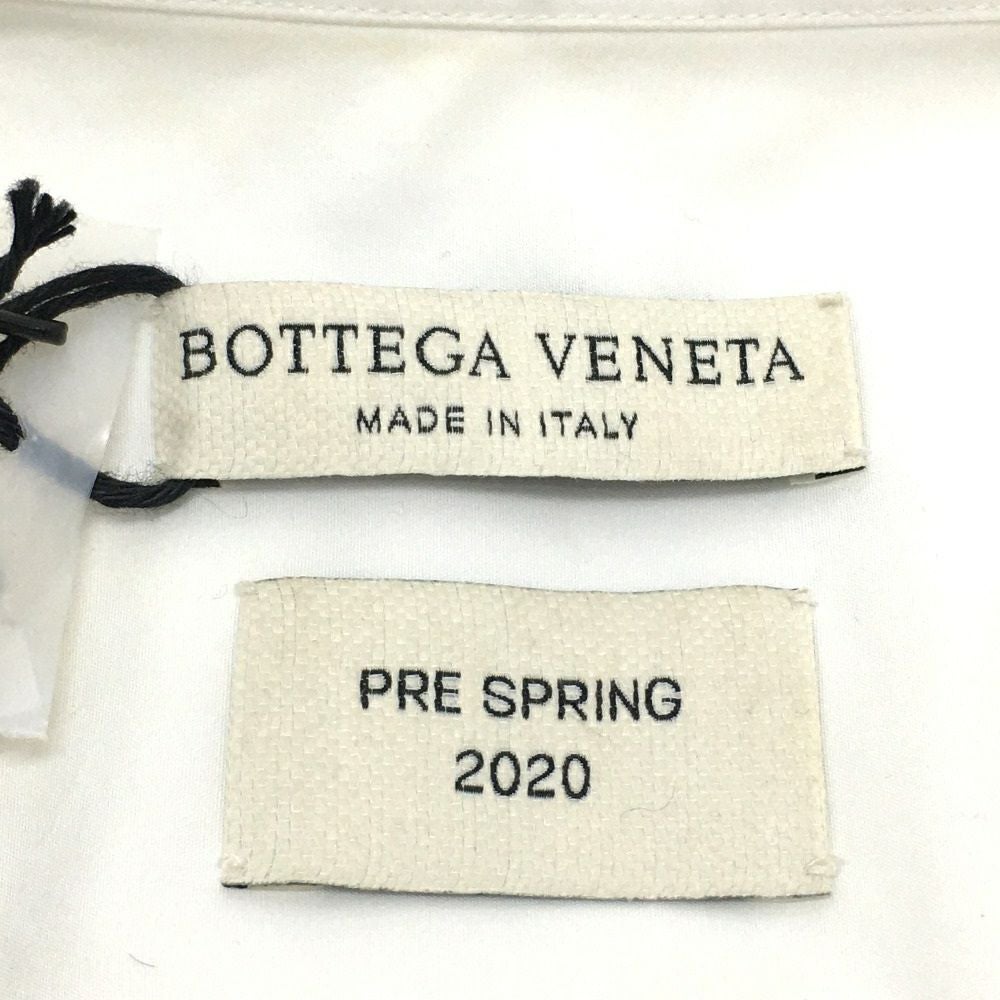 BOTTEGA VENETA
MADE IN ITALY
PRE SPRING
2020